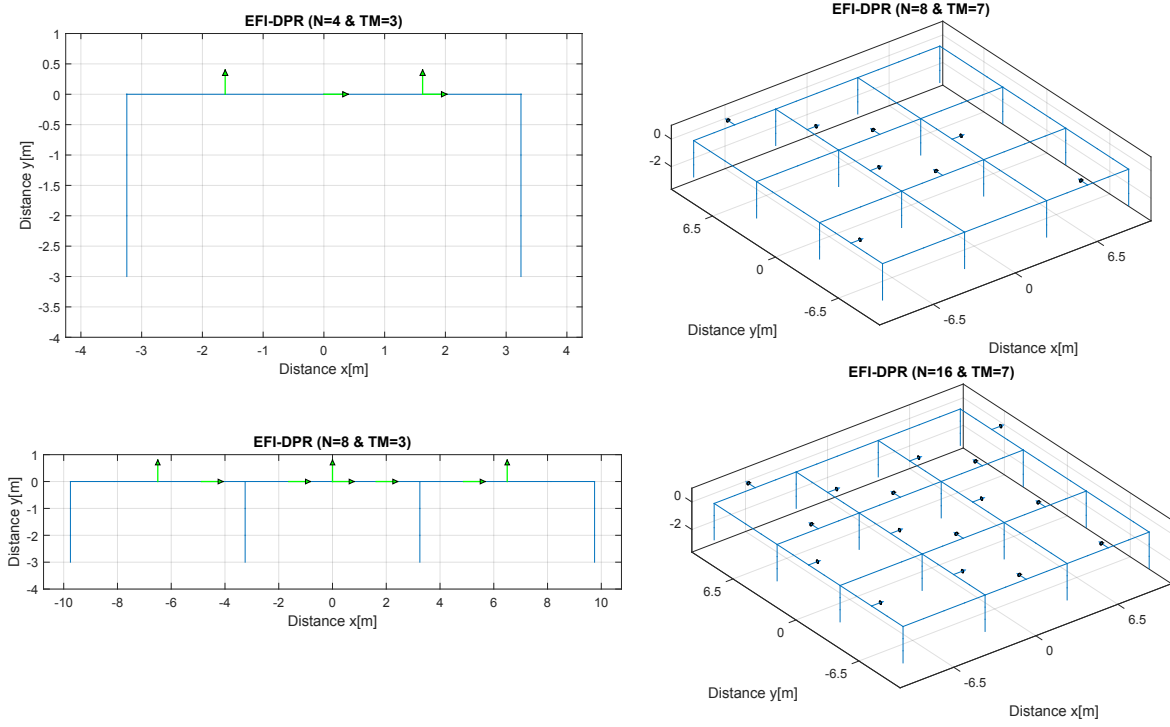 EFI-DPR (N=4 & TM=3)
1
0.5
0
-0.5
-1
-1.5
-2
-2.5
-3
-3.5
-4
Distance y[m]
-4 -3 -2 -1 0 1 2 3 4
Distance x[m]
EFI-DPR (N=8 & TM=7)
0
-2
6.5
0
-6.5
Distance y[m]
-6.5
0
6.5
Distance x[m]
EFI-DPR (N=8 & TM=3)
1
0
-1
-2
-3
-4
Distance y[m]
-10 -8 -6 -4 -2 0 2 4 6 8 10
Distance x[m]
EFI-DPR (N=16 & TM=7)
0
-2
6.5
0
-6.5
Distance y[m]
-6.5
0
6.5
Distance x[m]